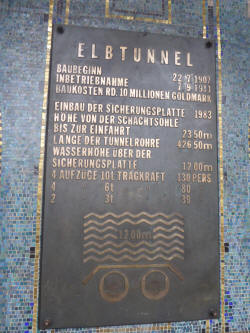 ELBTUNNEL
BAUBEGINN 22·7·1907
INBETRIEBNAHME 7·9·1911
BAUKOSTEN RD. 10 MILLIONEN GOLDMARK
EINBAU DER SICHERUNGSPLATTE 1983
HÖHE VON DER SCHACHTSOHLE
BIS ZUR EINFAHRT 23·50m
LÄNGE DER TUNNELROHRE 426·50m
WASSERHÖHE ÜBER DER
SICHERUNGSPLATTE 12·00m
4 AUFZÜGE 10t TRAGKRAFT 130 PERS
4 6t 80
2 3t 39
12·00m